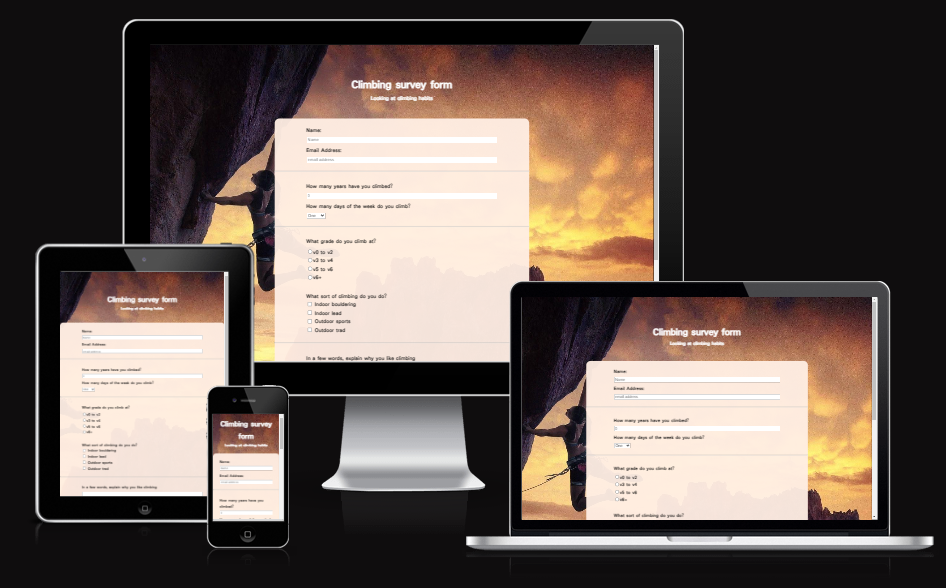 Climbing survey form
Looking at climbing habits
Name:
Name
Email Address:
email address
How many years have you climbed?
How many days of the week do you climb?
One
What grade do you climb at?
v0 to v2
v3 to v4
v5 to v6
v6+
What sort of climbing do you do?
Indoor bouldering
Indoor lead
Outdoor sports
Outdoor trad
In a few words, explain why you like climbing
Climbing survey form
Looking at climbing habits
Name:
Email Address:
How many years have you climbed?
How many days of the week do you climb?
What grade do you climb at?
v0 to v2
v3 to v4
v5 to v6
v6+
What sort of climbing do you do?
Indoor bouldering
Indoor lead
Outdoor sports
Outdoor trad
In a few words, explain why you like climbing
Climbing survey
form
Looking at climbing habits
Name:
Email Address:
How many years have you
climbed?
Climbing survey form
Looking at climbing habits
Name:
Name
Email Address:
email address
How many years have you climbed?
How many days of the week do you climb?
One
What grade do you climb at?
v0 to v2
v3 to v4
v5 to v6
v6+
What sort of climbing do you do?